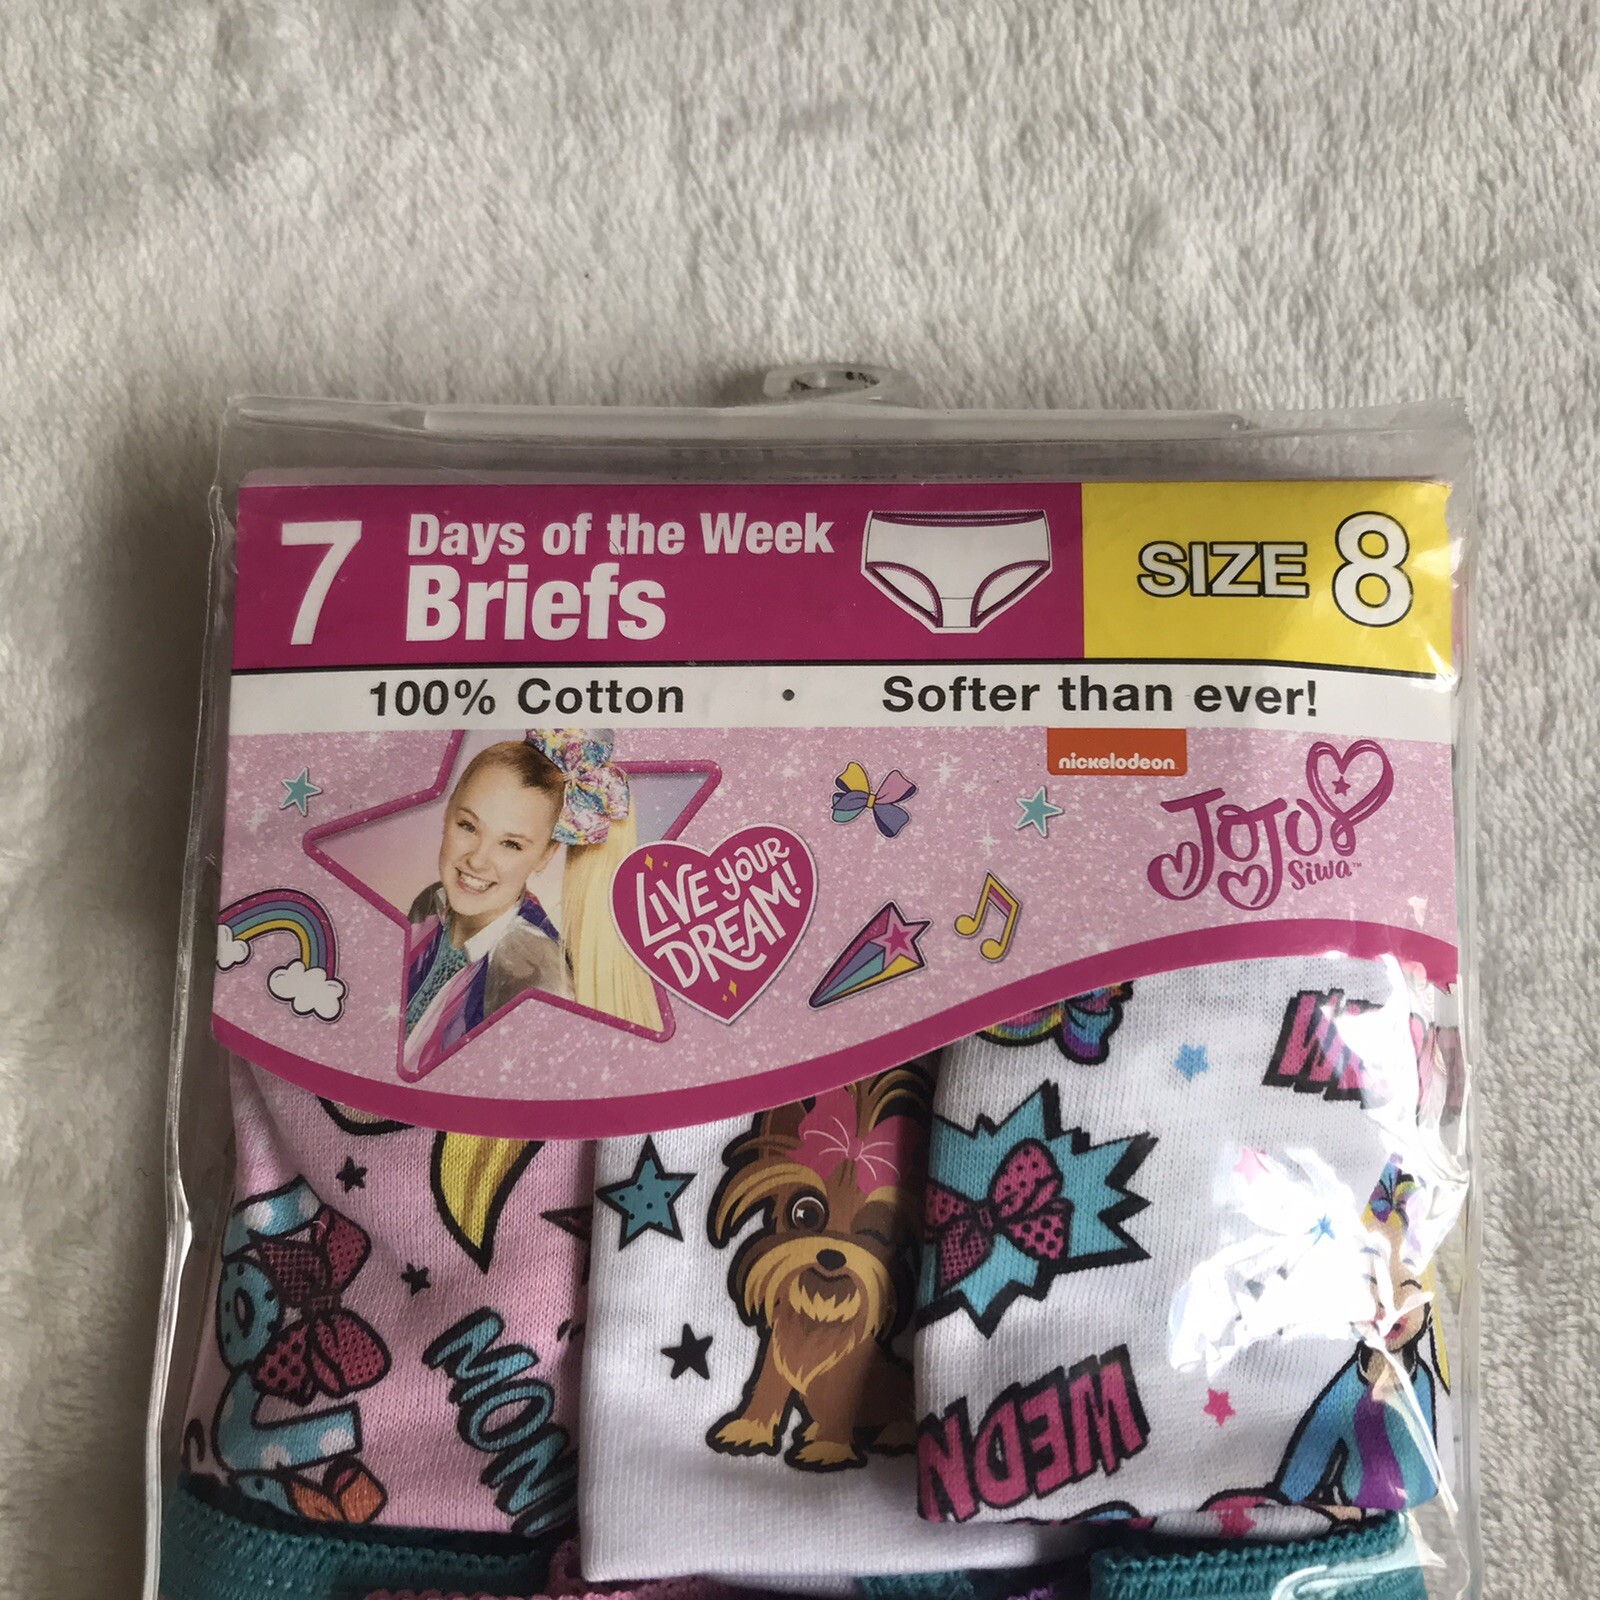 7 Days of the Week
Briefs
SIZE 8
100% Cotton • Softer than ever!
nickelodeon
JoJo
Siwa™
LIVE YOUR
DREAM!
MON
WEDN